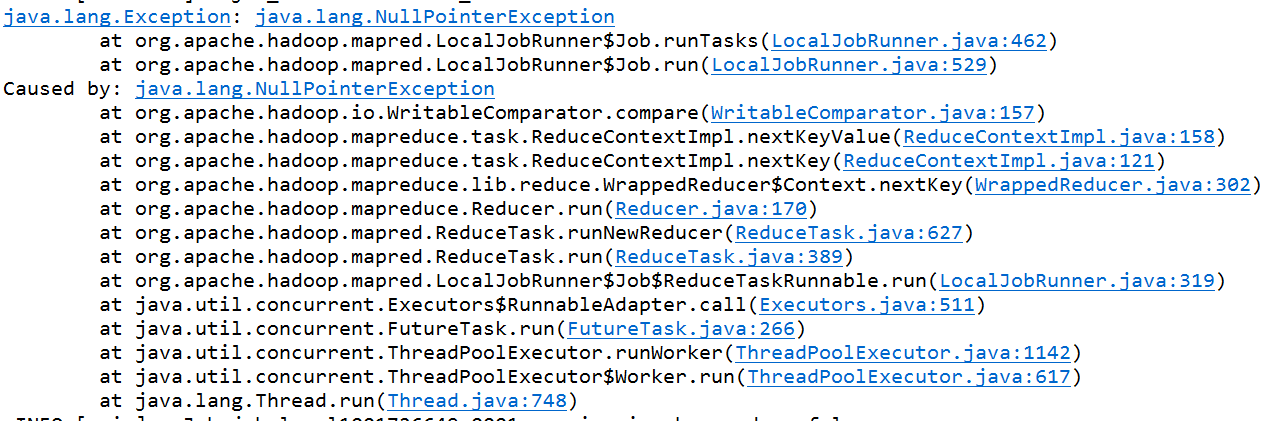 java.lang.Exception: java.lang.NullPointerException
at org.apache.hadoop.mapred.LocalJobRunner$Job.runTasks(LocalJobRunner.java:462)
at org.apache.hadoop.mapred.LocalJobRunner$Job.run(LocalJobRunner.java:529)
Caused by: java.lang.NullPointerException
at org.apache.hadoop.io.WritableComparator.compare(WritableComparator.java:157)
at org.apache.hadoop.mapreduce.task.ReduceContextImpl.nextKeyValue(ReduceContextImpl.java:158)
at org.apache.hadoop.mapreduce.task.ReduceContextImpl.nextKey(ReduceContextImpl.java:121)
at org.apache.hadoop.mapreduce.lib.reduce.WrappedReducer$Context.nextKey(WrappedReducer.java:302)
at org.apache.hadoop.mapreduce.Reducer.run(Reducer.java:170)
at org.apache.hadoop.mapred.ReduceTask.runNewReducer(ReduceTask.java:627)
at org.apache.hadoop.mapred.ReduceTask.run(ReduceTask.java:389)
at org.apache.hadoop.mapred.LocalJobRunner$Job$ReduceTaskRunnable.run(LocalJobRunner.java:319)
at java.util.concurrent.Executors$RunnableAdapter.call(Executors.java:511)
at java.util.concurrent.FutureTask.run(FutureTask.java:266)
at java.util.concurrent.ThreadPoolExecutor.runWorker(ThreadPoolExecutor.java:1142)
at java.util.concurrent.ThreadPoolExecutor$Worker.run(ThreadPoolExecutor.java:617)
at java.lang.Thread.run(Thread.java:748)